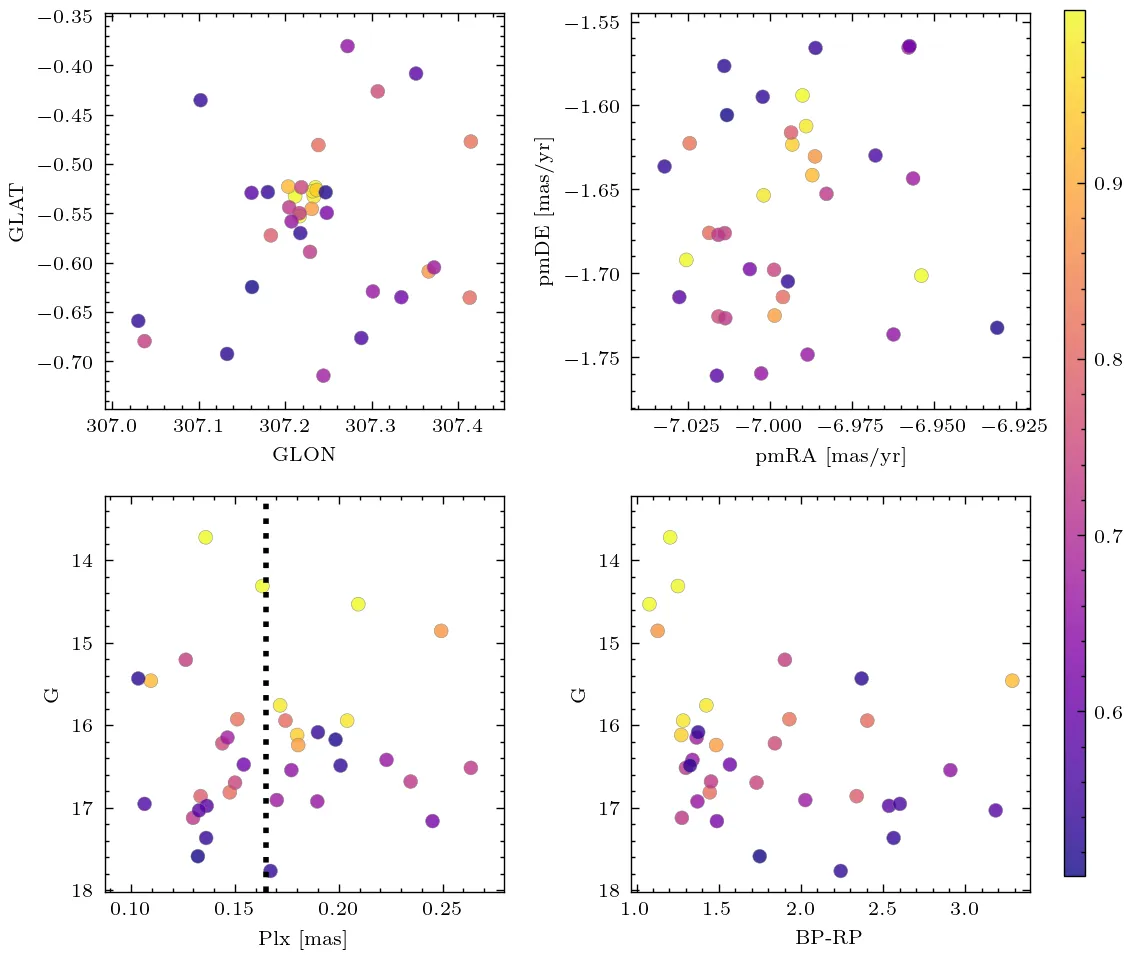 −0.35
−0.40
−0.45
−0.50
−0.55
−0.60
−0.65
−0.70
GLAT
307.0 307.1 307.2 307.3 307.4
GLON
−1.55
−1.60
−1.65
−1.70
−1.75
pmDE [mas/yr]
−7.025 −7.000 −6.975 −6.950 −6.925
pmRA [mas/yr]
0.9
0.8
0.7
0.6
14
15
16
17
18
G
0.10 0.15 0.20 0.25
Plx [mas]
14
15
16
17
18
G
1.0 1.5 2.0 2.5 3.0
BP-RP